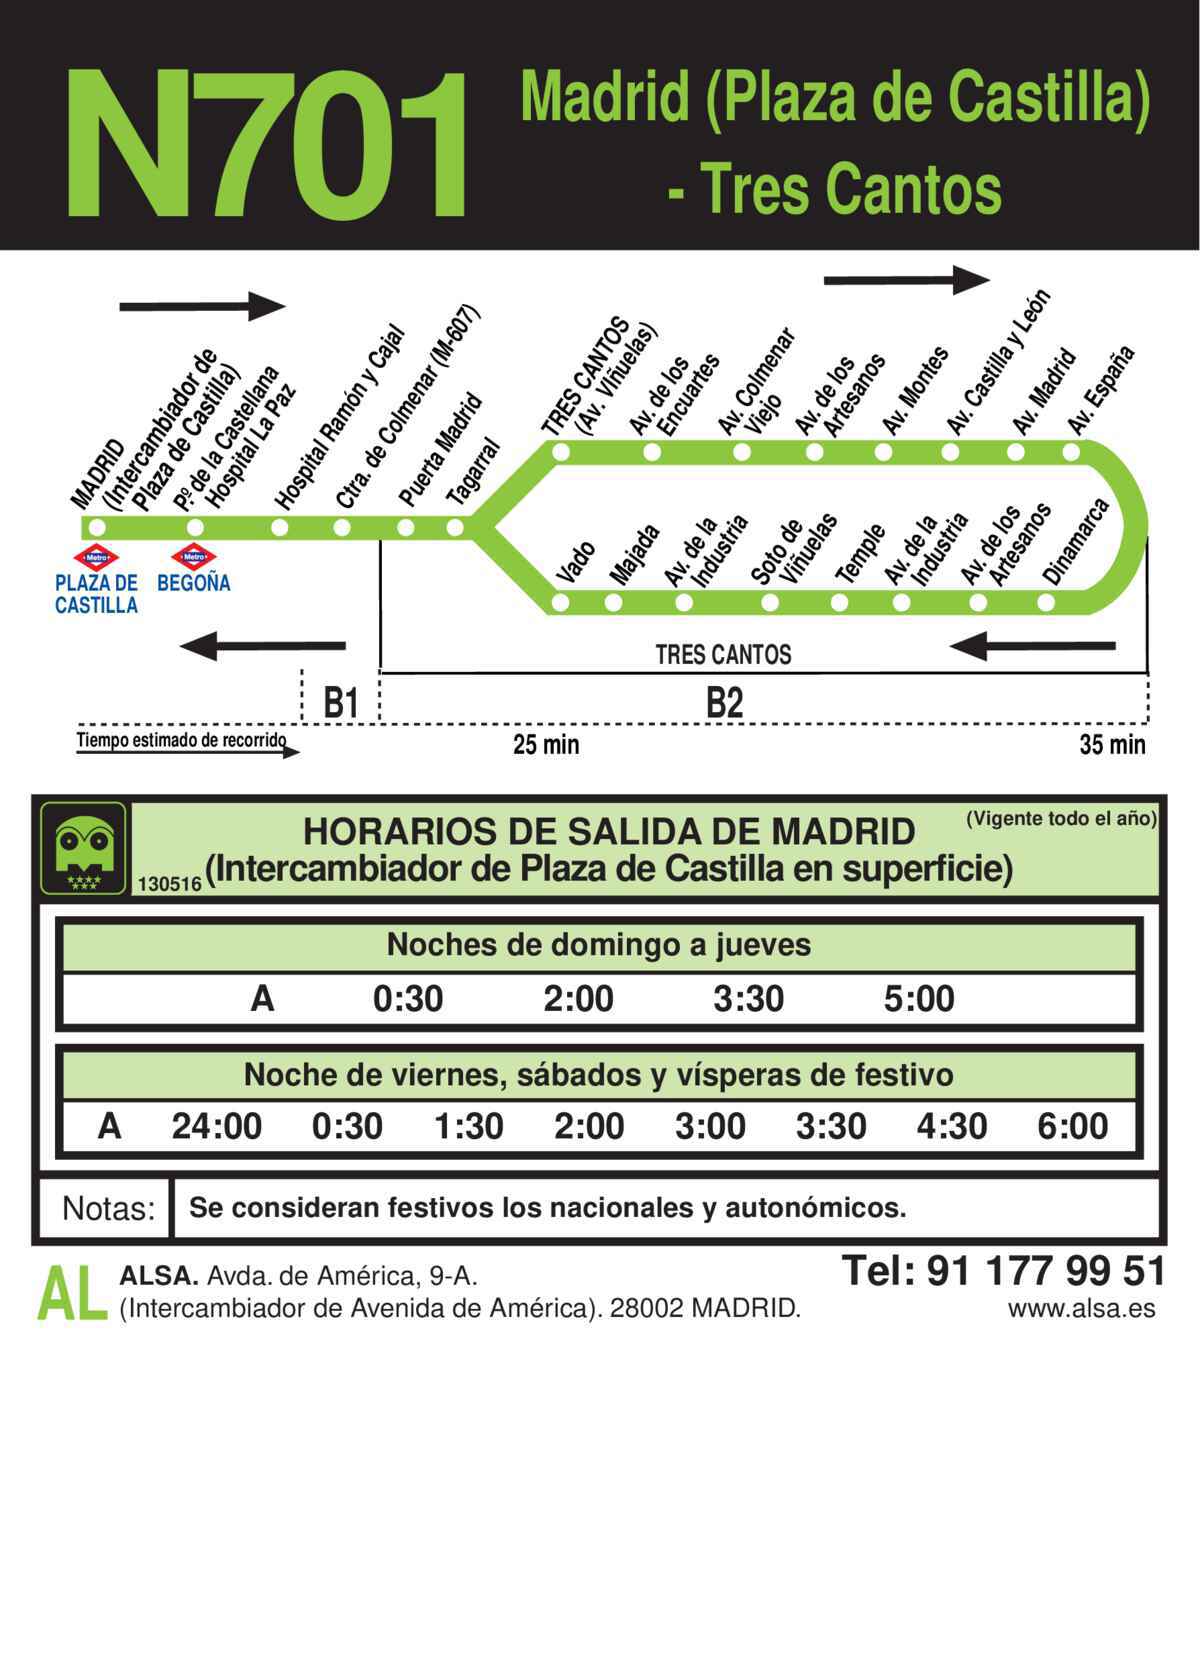 N701
Madrid (Plaza de Castilla)
- Tres Cantos
MADRID
(Intercambiador de
Plaza de Castilla)
Pº. de la Castellana
Hospital La Paz
Hospital Ramón y Cajal
Ctra. de Colmenar (M-607)
Puerta Madrid
Tagarral
TRES CANTOS
(Av. VIñuelas)
Av. de los
Encuartes
Av. Colmenar
Viejo
Av. de los
Artesanos
Av. Montes
Av. Castilla y León
Av. Madrid
Av. España
Vado
Majada
Av. de la
Industria
Soto de
Viñuelas
Temple
Av. de la
Industria
Av. de los
Artesanos
Dinamarca
Metro
PLAZA DE
CASTILLA
Metro
BEGOÑA
TRES CANTOS
B1
B2
Tiempo estimado de recorrido
25 min
35 min
HORARIOS DE SALIDA DE MADRID
(Vigente todo el año)
130516
(Intercambiador de Plaza de Castilla en superficie)
Noches de domingo a jueves
A 0:30 2:00 3:30 5:00
Noche de viernes, sábados y vísperas de festivo
A 24:00 0:30 1:30 2:00 3:00 3:30 4:30 6:00
Notas: Se consideran festivos los nacionales y autonómicos.
AL
ALSA. Avda. de América, 9-A.
(Intercambiador de Avenida de América). 28002 MADRID.
Tel: 91 177 99 51
www.alsa.es